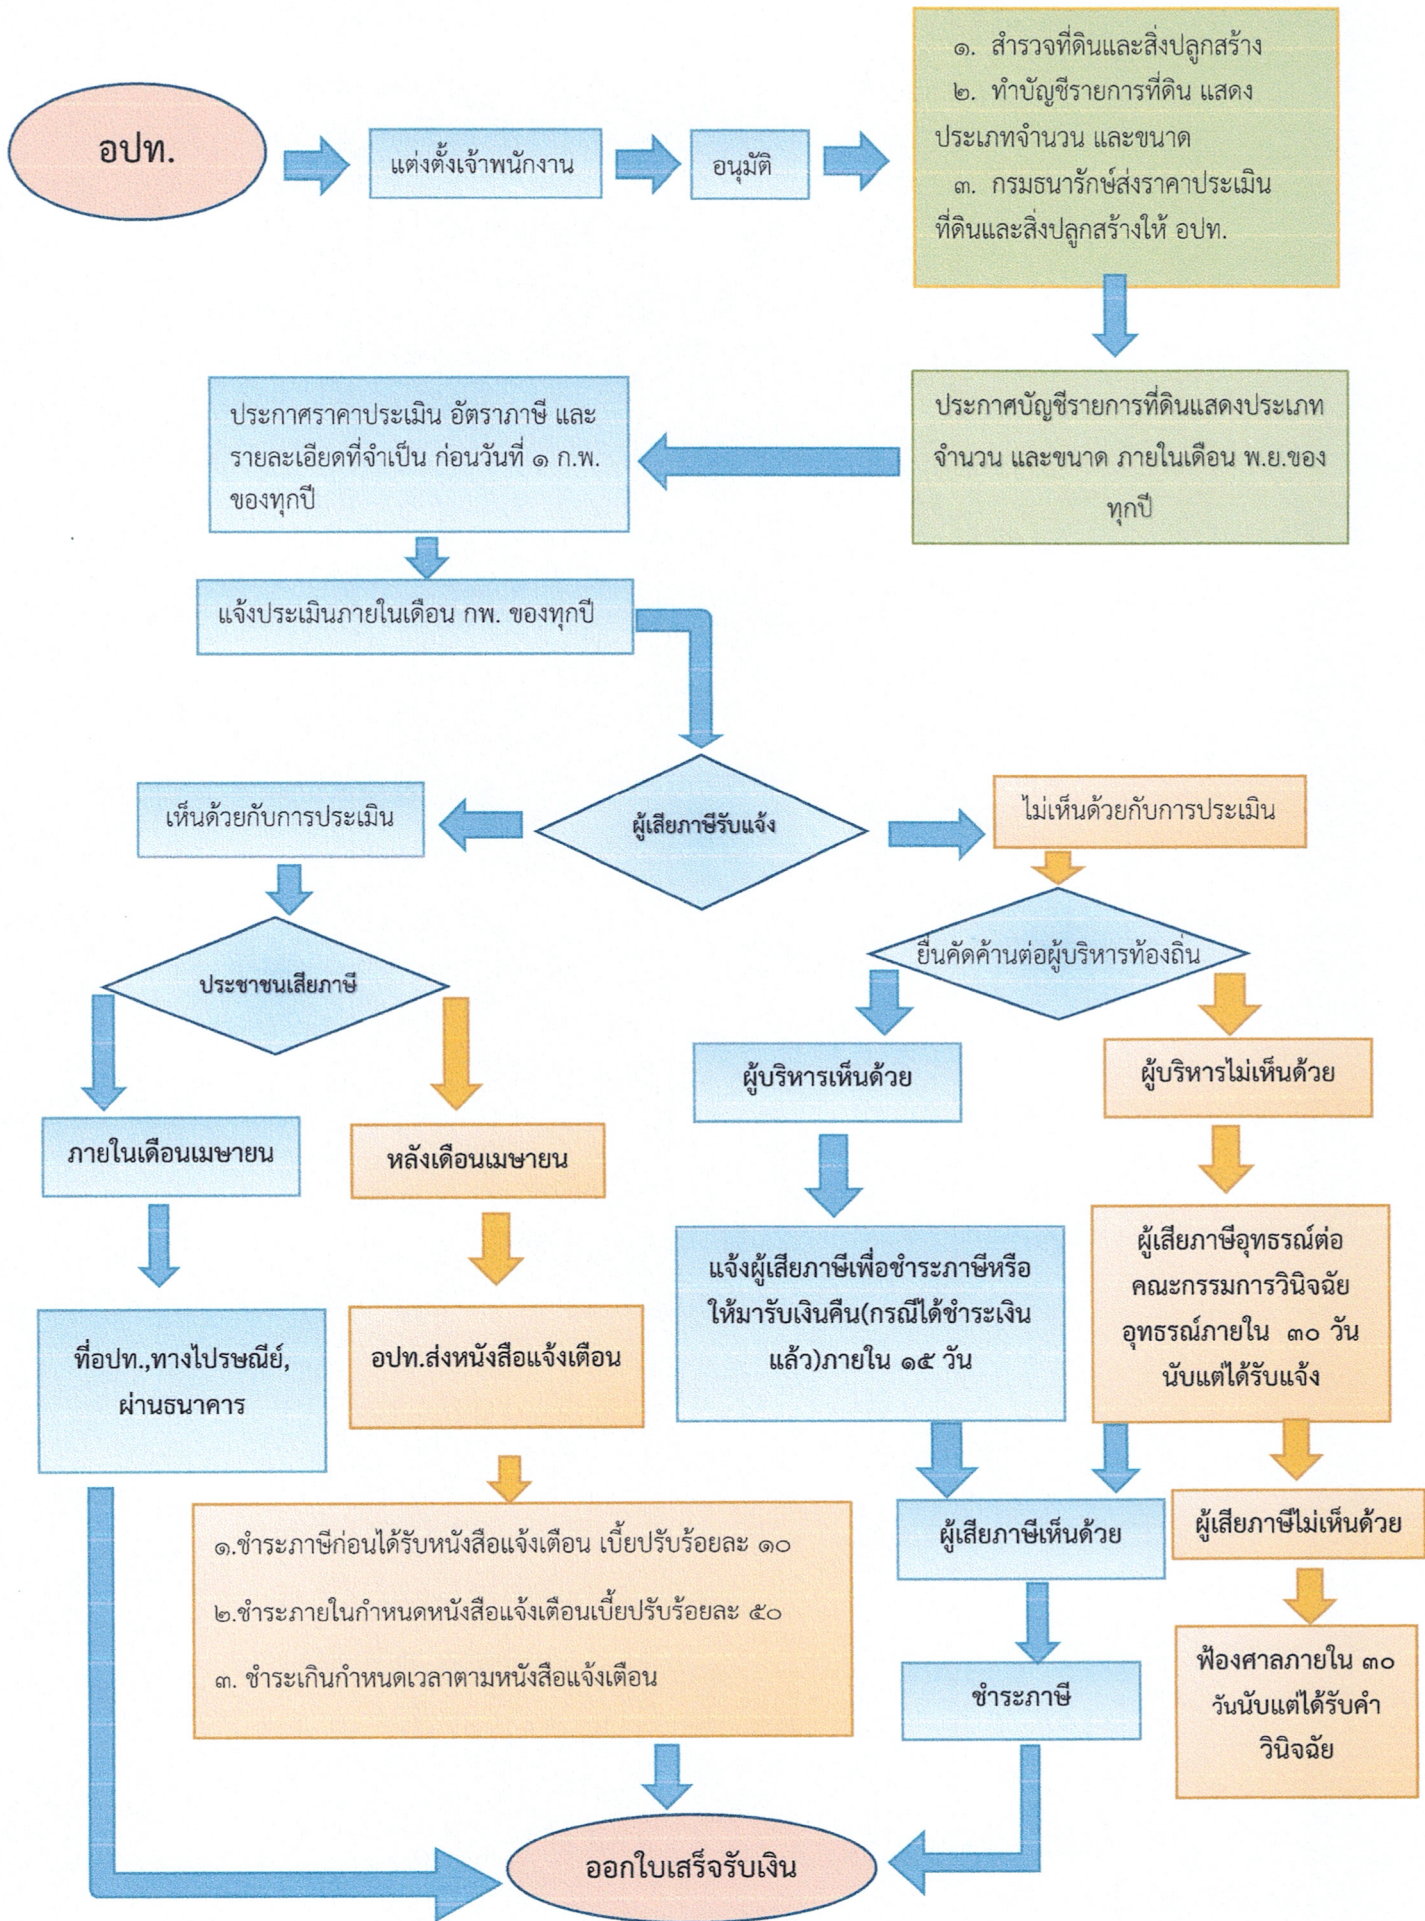 อปท.
แต่งตั้งเจ้าพนักงาน
อนุมัติ
๑. สำรวจที่ดินและสิ่งปลูกสร้าง
๒. ทำบัญชีรายการที่ดิน แสดง
ประเภทจำนวน และขนาด
๓. กรมธนารักษ์ส่งราคาประเมิน
ที่ดินและสิ่งปลูกสร้างให้ อปท.
ประกาศบัญชีรายการที่ดินแสดงประเภท
จำนวน และขนาด ภายในเดือน พ.ย.ของ
ทุกปี
ประกาศราคาประเมิน อัตราภาษี และ
รายละเอียดที่จำเป็น ก่อนวันที่ ๑ ก.พ.
ของทุกปี
แจ้งประเมินภายในเดือน กพ. ของทุกปี
ผู้เสียภาษีรับแจ้ง
เห็นด้วยกับการประเมิน
ไม่เห็นด้วยกับการประเมิน
ประชาชนเสียภาษี
ยื่นคัดค้านต่อผู้บริหารท้องถิ่น
ภายในเดือนเมษายน
หลังเดือนเมษายน
ผู้บริหารเห็นด้วย
ผู้บริหารไม่เห็นด้วย
ที่อปท.,ทางไปรษณีย์,
ผ่านธนาคาร
อปท.ส่งหนังสือแจ้งเตือน
แจ้งผู้เสียภาษีเพื่อชำระภาษีหรือ
ให้มารับเงินคืน(กรณีได้ชำระเงิน
แล้ว)ภายใน ๑๕ วัน
ผู้เสียภาษีอุทธรณ์ต่อ
คณะกรรมการวินิจฉัย
อุทธรณ์ภายใน ๓๐ วัน
นับแต่ได้รับแจ้ง
๑.ชำระภาษีก่อนได้รับหนังสือแจ้งเตือน เบี้ยปรับร้อยละ ๑๐
๒.ชำระภายในกำหนดหนังสือแจ้งเตือนเบี้ยปรับร้อยละ ๕๐
๓. ชำระเกินกำหนดเวลาตามหนังสือแจ้งเตือน
ผู้เสียภาษีเห็นด้วย
ผู้เสียภาษีไม่เห็นด้วย
ชำระภาษี
ฟ้องศาลภายใน ๓๐
วันนับแต่ได้รับคำ
วินิจฉัย
ออกใบเสร็จรับเงิน